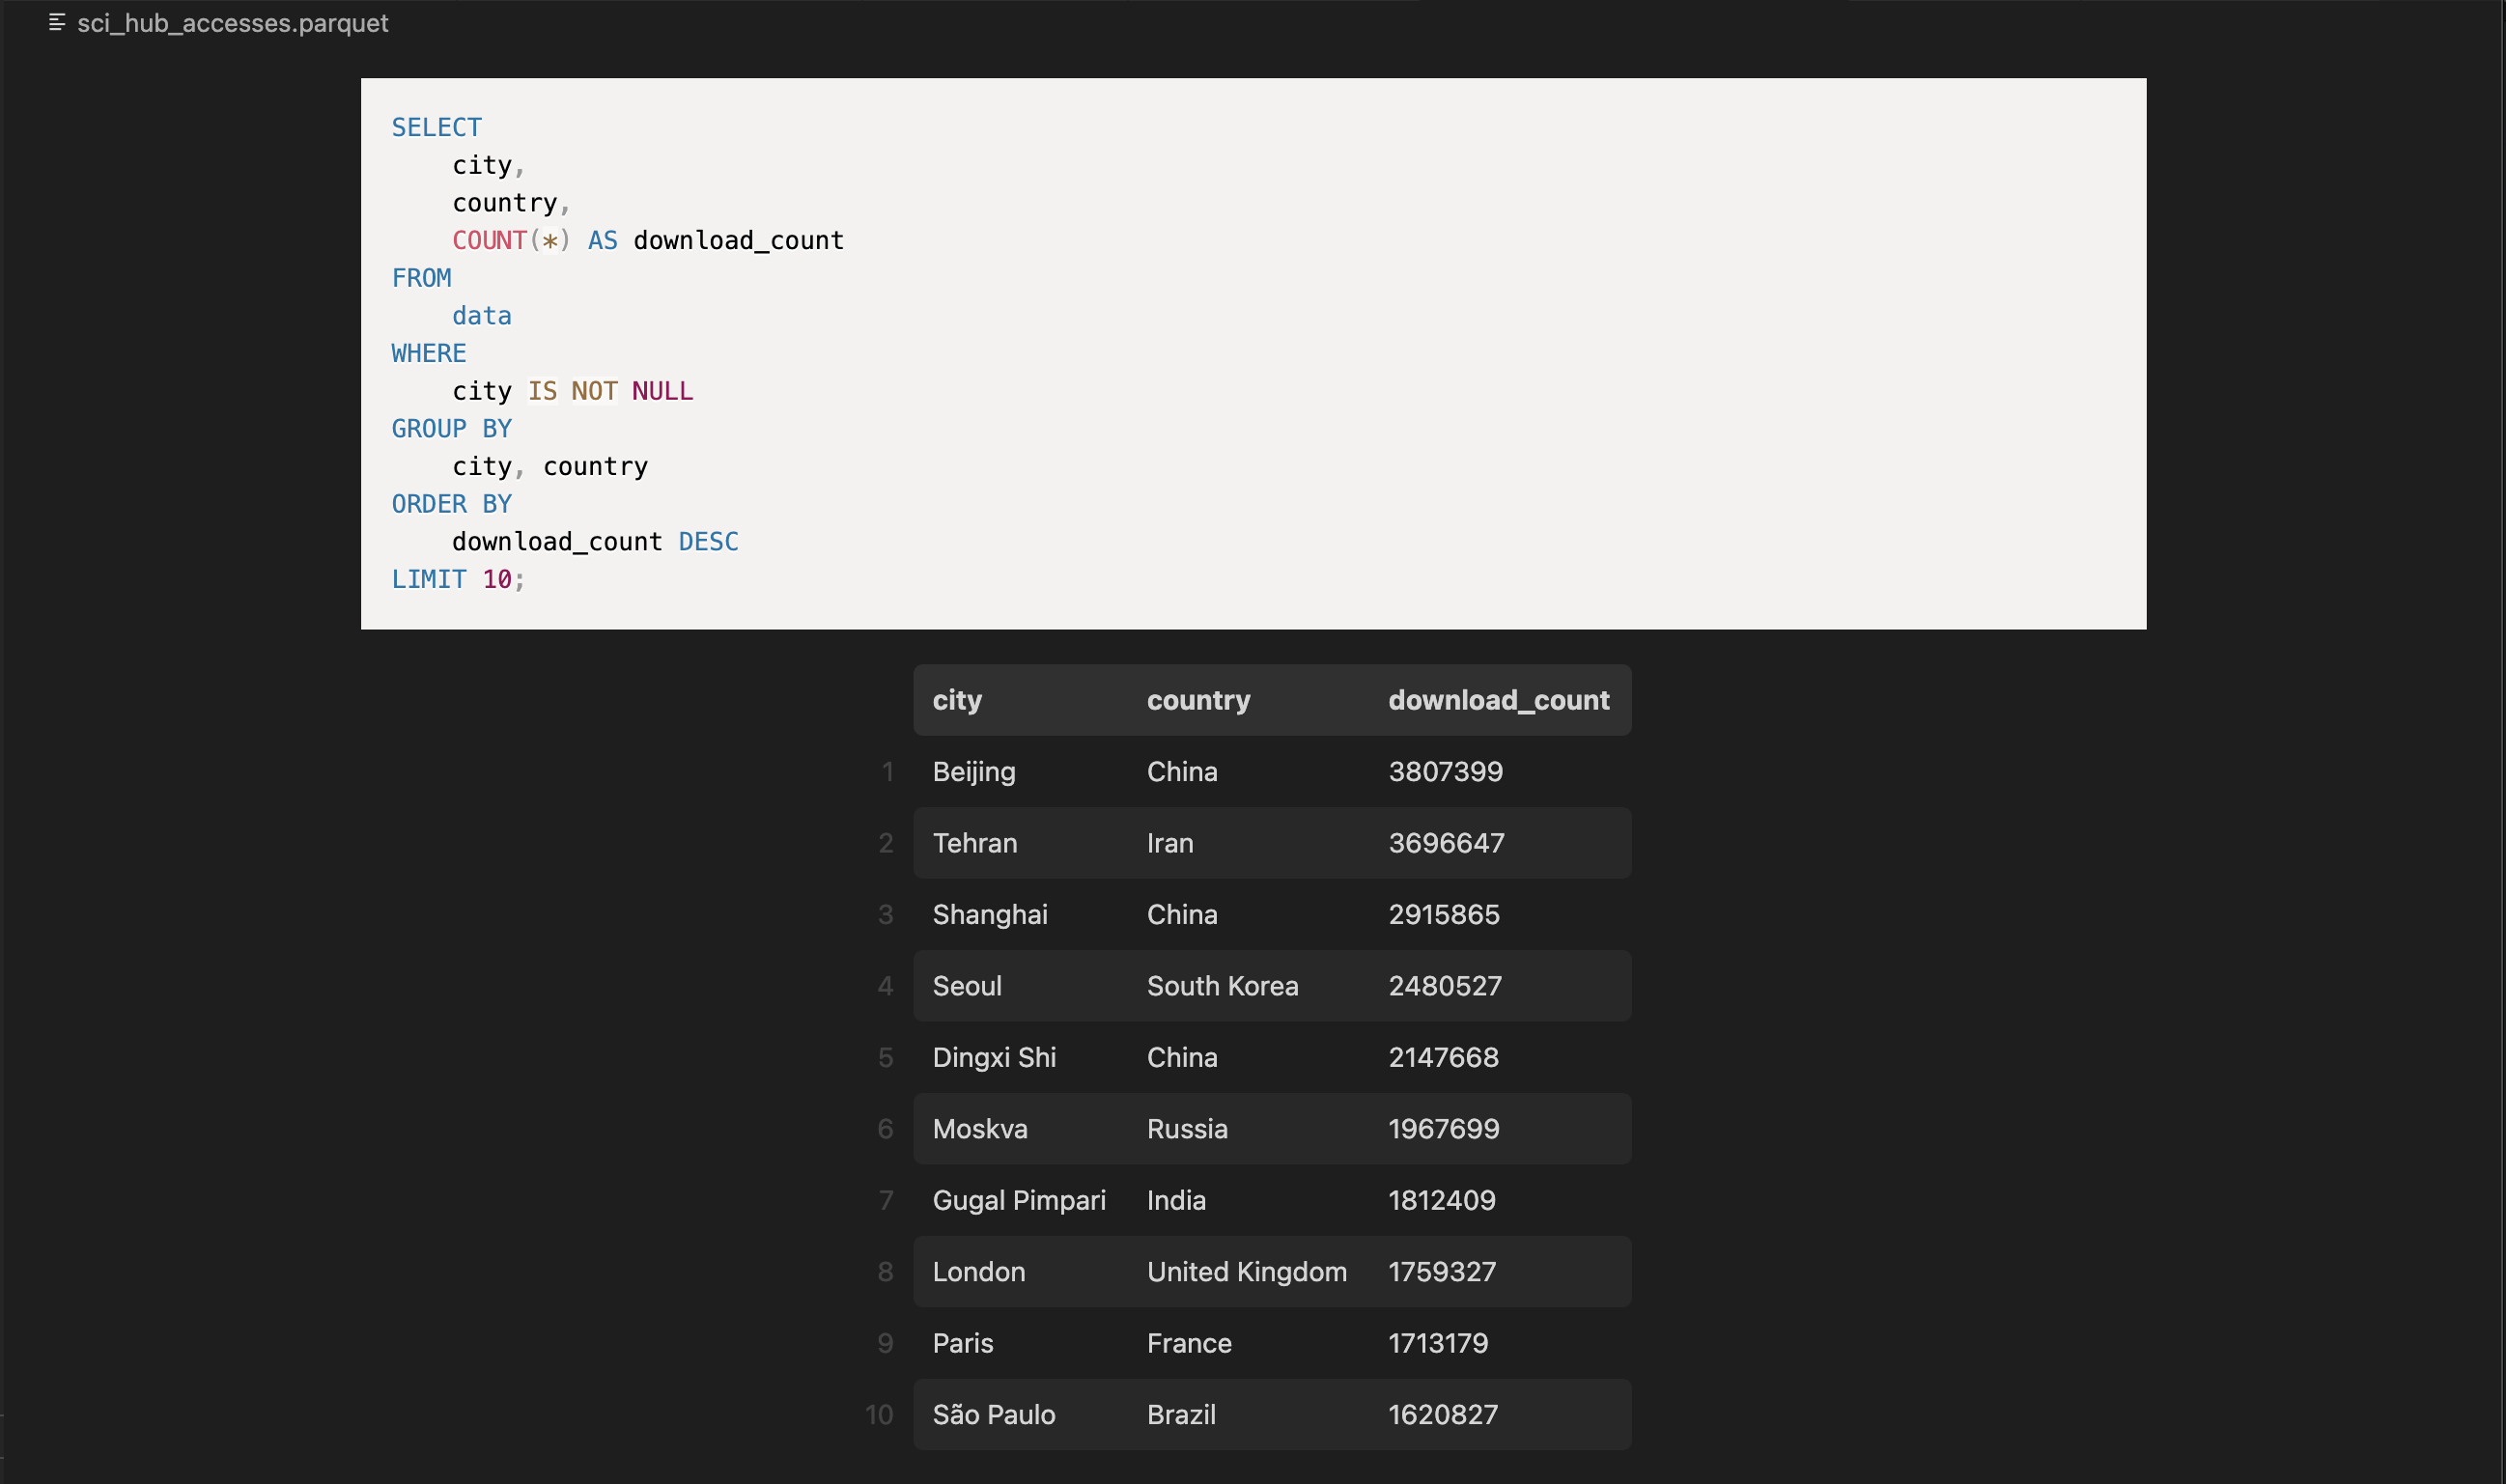 sci_hub_accesses.parquet
SELECT
    city,
    country,
    COUNT(*) AS download_count
FROM
    data
WHERE
    city IS NOT NULL
GROUP BY
    city, country
ORDER BY
    download_count DESC
LIMIT 10;
city country download_count
1 Beijing China 3807399
2 Tehran Iran 3696647
3 Shanghai China 2915865
4 Seoul South Korea 2480527
5 Dingxi Shi China 2147668
6 Moskva Russia 1967699
7 Gugal Pimpari India 1812409
8 London United Kingdom 1759327
9 Paris France 1713179
10 São Paulo Brazil 1620827